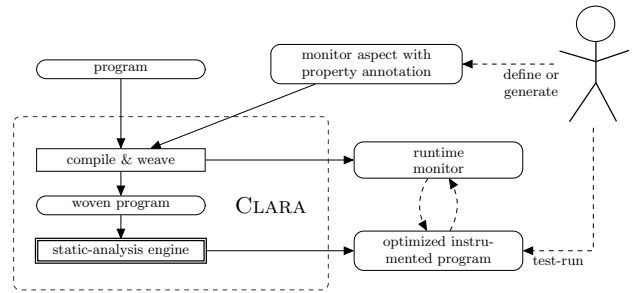 program
monitor aspect with
property annotation
define or
generate
compile & weave
runtime
monitor
woven program
CLARA
static-analysis engine
optimized instru-
mented program
test-run